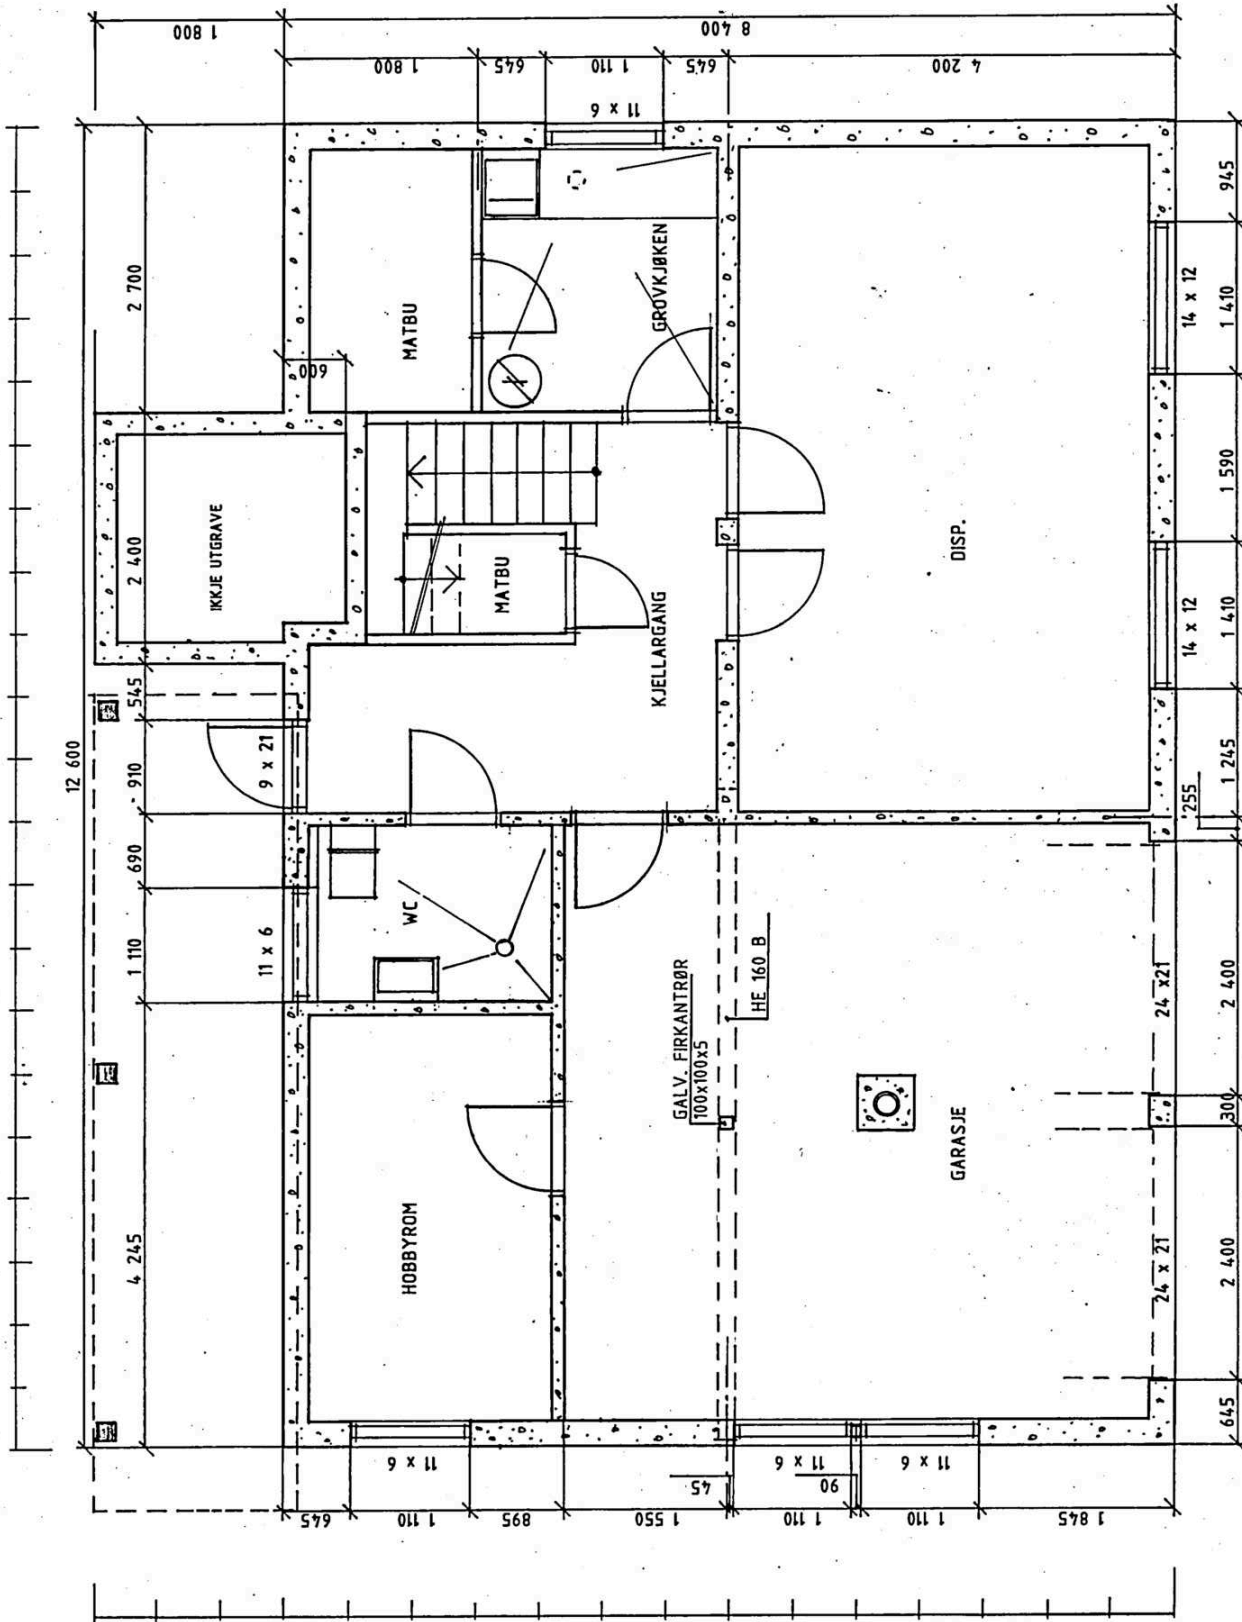 12 600
4 245
1 110
690
910
545
2 400
2 700
1 800
8 400
1 800
645
1 110
645
4 200
11 x 6
11 x 6
9 x 21
IKKJE UTGRAVE
600
HOBBYROM
WC
MATBU
MATBU
KJELLARGANG
GROVKJØKEN
GALV. FIRKANTRØR
100x100x5
HE 160 B
GARASJE
DISP.
645
1 110
895
1 550
45
1 110
90
1 110
1 845
11 x 6
11 x 6
11 x 6
24 x 21
24 x21
14 x 12
14 x 12
255
645
2 400
300
2 400
1 245
1 410
1 590
1 410
945